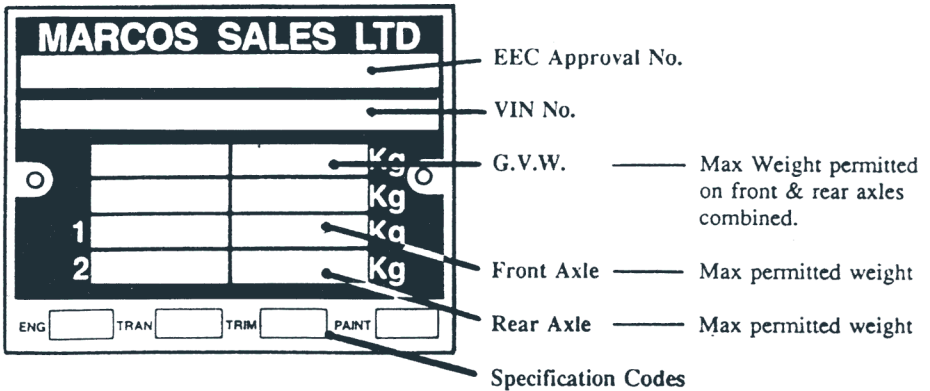 MARCOS SALES LTD
EEC Approval No.
VIN No.
Kg G.V.W. Max Weight permitted
on front & rear axles
combined.
Kg
1 Kg
2 Kg
Front Axle Max permitted weight
Rear Axle Max permitted weight
ENG TRAN TRIM PAINT
Specification Codes